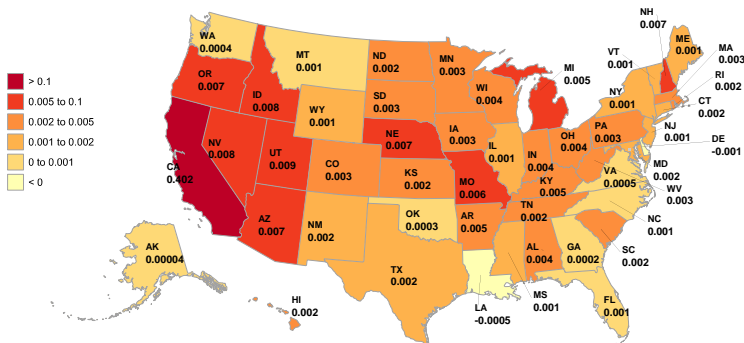 > 0.1
0.005 to 0.1
0.002 to 0.005
0.001 to 0.002
0 to 0.001
< 0
WA
0.0004
OR
0.007
CA
0.402
NV
0.008
ID
0.008
MT
0.001
WY
0.001
UT
0.009
AZ
0.007
CO
0.003
NM
0.002
ND
0.002
SD
0.003
NE
0.007
KS
0.002
OK
0.0003
TX
0.002
MN
0.003
IA
0.003
MO
0.006
AR
0.005
LA
-0.0005
WI
0.004
IL
0.001
MI
0.005
IN
0.004
OH
0.004
KY
0.005
TN
0.002
MS
0.001
AL
0.004
GA
0.0002
FL
0.001
SC
0.002
NC
0.001
VA
0.0005
WV
0.003
MD
0.002
DE
-0.001
NJ
0.001
PA
0.003
NY
0.001
CT
0.002
RI
0.002
MA
0.003
VT
0.001
NH
0.007
ME
0.001
AK
0.00004
HI
0.002